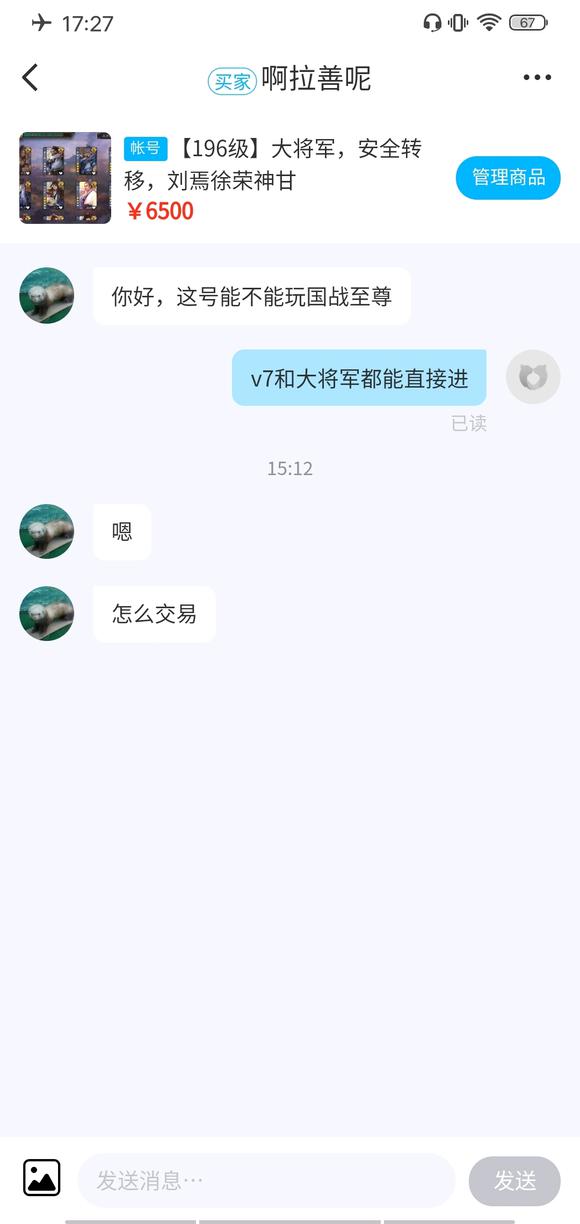 17:27
67
买家 啊拉善呢
帐号 【196级】大将军，安全转
移，刘焉徐荣神甘
￥6500
管理商品
你好，这号能不能玩国战至尊
v7和大将军都能直接进
已读
15:12
嗯
怎么交易
发送消息…
发送